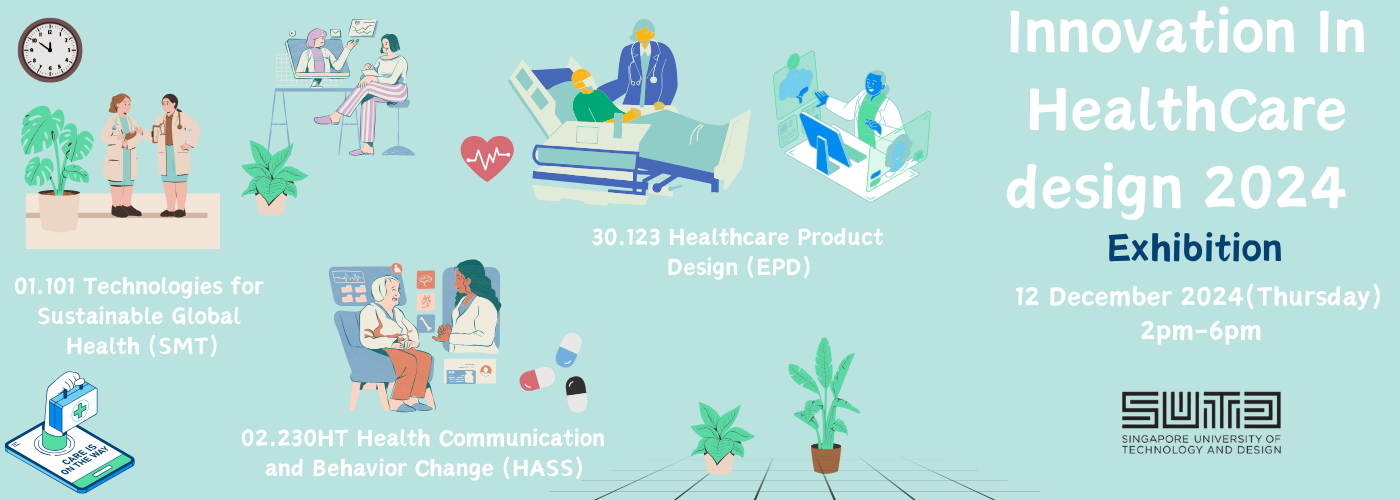 Innovation In
HealthCare
design 2024
Exhibition
12 December 2024(Thursday)
2pm-6pm
SUTD
SINGAPORE UNIVERSITY OF
TECHNOLOGY AND DESIGN
30.123 Healthcare Product
Design (EPD)
01.101 Technologies for
Sustainable Global
Health (SMT)
02.230HT Health Communication
and Behavior Change (HASS)
CARE IS
ON THE WAY